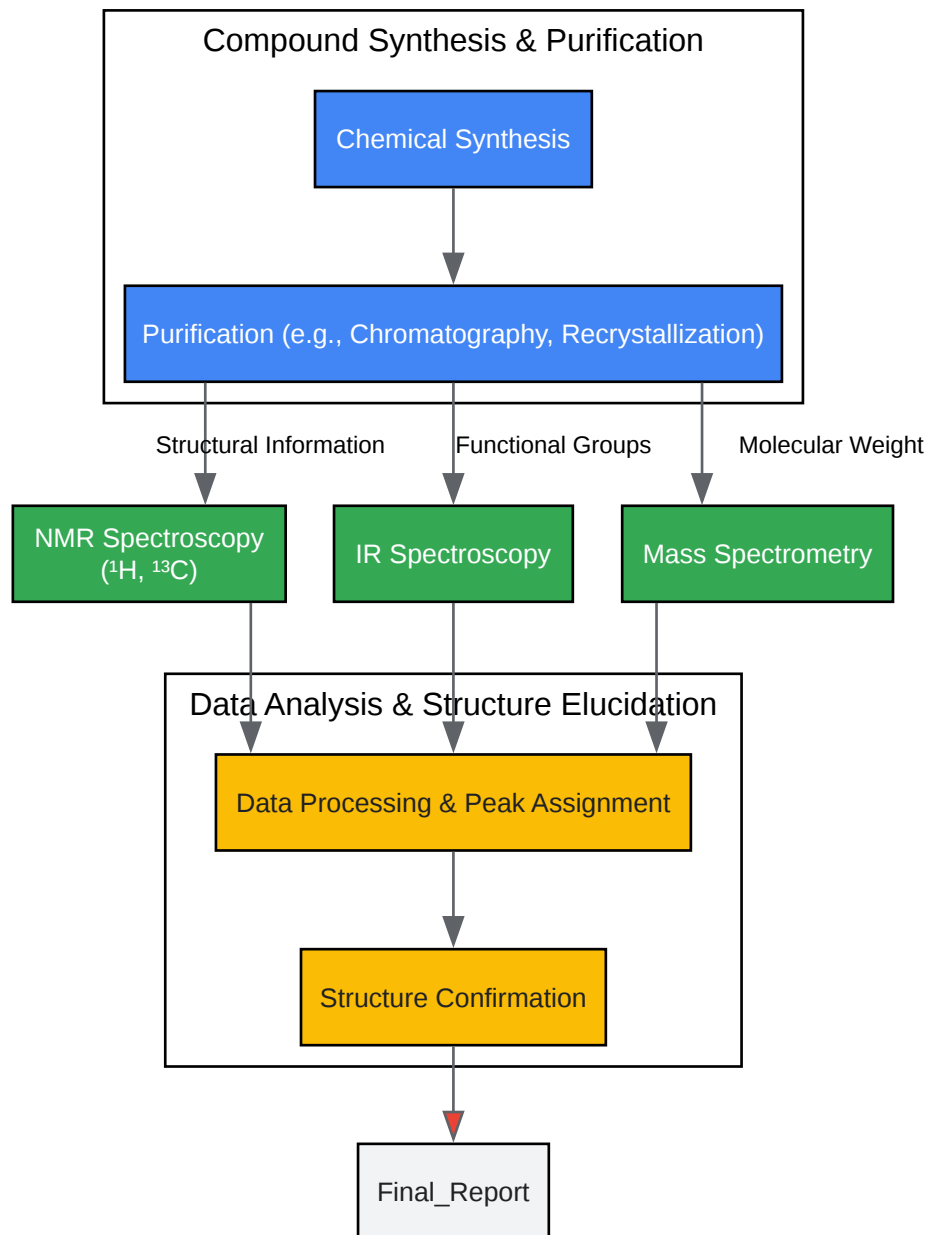 Compound Synthesis & Purification
Chemical Synthesis
Purification (e.g., Chromatography, Recrystallization)
Structural Information
Functional Groups
Molecular Weight
NMR Spectroscopy
(¹H, ¹³C)
IR Spectroscopy
Mass Spectrometry
Data Analysis & Structure Elucidation
Data Processing & Peak Assignment
Structure Confirmation
Final_Report